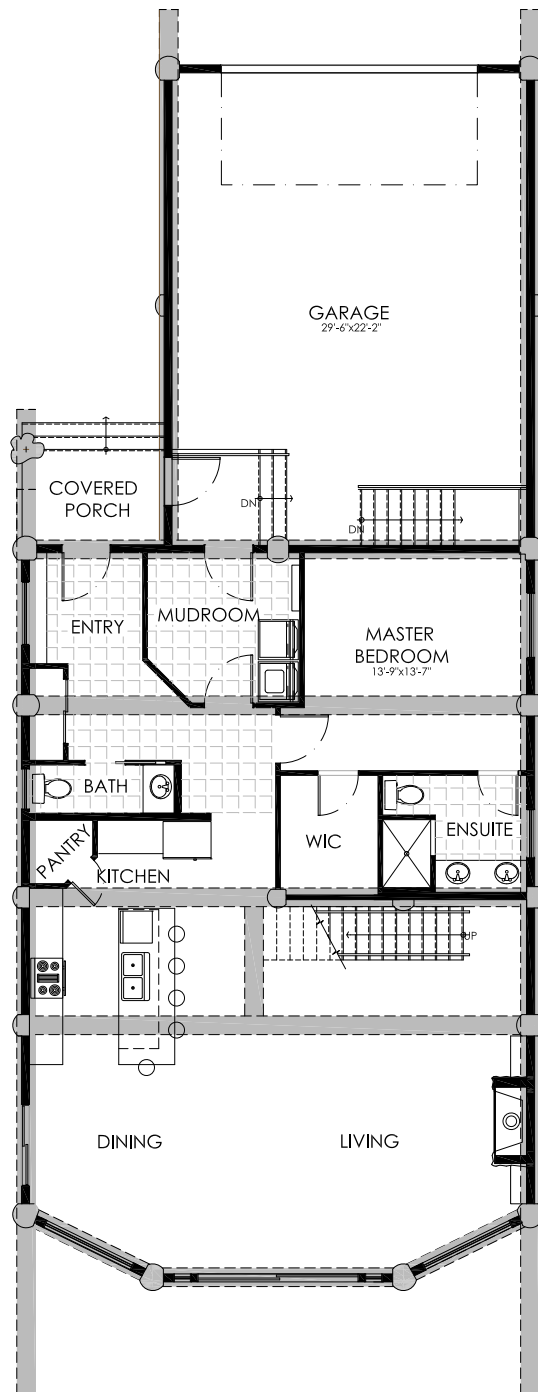 GARAGE
29'-6"x22'-2"
COVERED
PORCH
DN
DN
ENTRY
MUDROOM
MASTER
BEDROOM
13'-9"x13'-7"
BATH
PANTRY
KITCHEN
WIC
ENSUITE
UP
DINING
LIVING